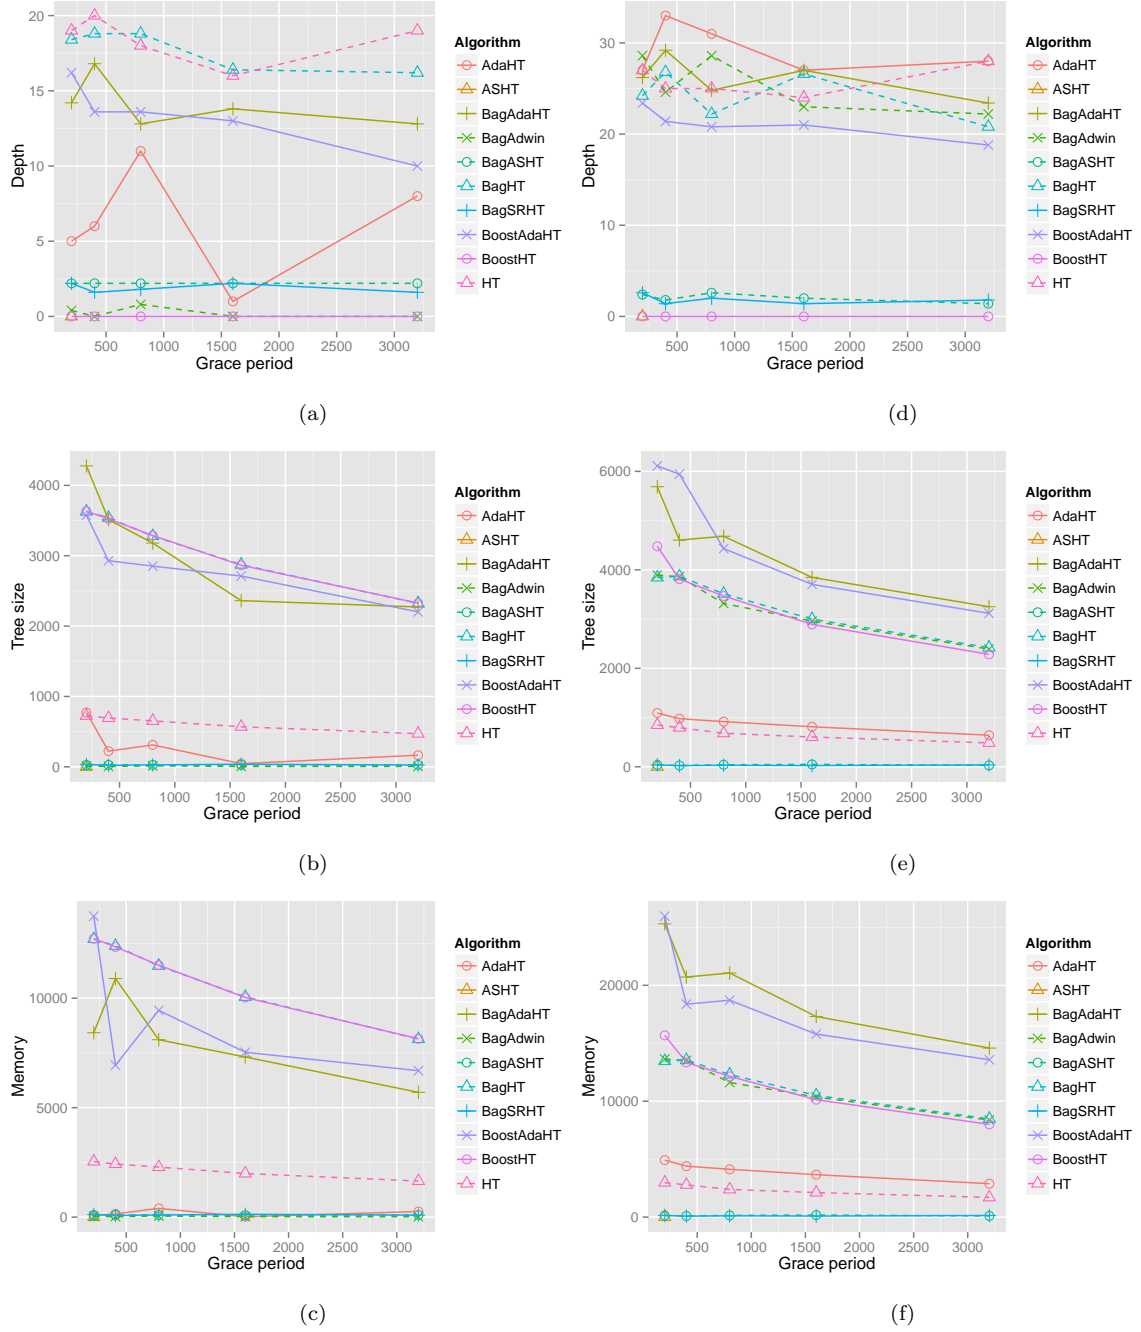 20
15
10
5
0
Depth
500 1000 1500 2000 2500 3000
Grace period
Algorithm
AdaHT
ASHT
BagAdaHT
BagAdwin
BagASHT
BagHT
BagSRHT
BoostAdaHT
BoostHT
HT
(a)
30
20
10
0
Depth
500 1000 1500 2000 2500 3000
Grace period
Algorithm
AdaHT
ASHT
BagAdaHT
BagAdwin
BagASHT
BagHT
BagSRHT
BoostAdaHT
BoostHT
HT
(d)
4000
3000
2000
1000
0
Tree size
500 1000 1500 2000 2500 3000
Grace period
Algorithm
AdaHT
ASHT
BagAdaHT
BagAdwin
BagASHT
BagHT
BagSRHT
BoostAdaHT
BoostHT
HT
(b)
6000
4000
2000
0
Tree size
500 1000 1500 2000 2500 3000
Grace period
Algorithm
AdaHT
ASHT
BagAdaHT
BagAdwin
BagASHT
BagHT
BagSRHT
BoostAdaHT
BoostHT
HT
(e)
10000
5000
0
Memory
500 1000 1500 2000 2500 3000
Grace period
Algorithm
AdaHT
ASHT
BagAdaHT
BagAdwin
BagASHT
BagHT
BagSRHT
BoostAdaHT
BoostHT
HT
(c)
20000
10000
0
Memory
500 1000 1500 2000 2500 3000
Grace period
Algorithm
AdaHT
ASHT
BagAdaHT
BagAdwin
BagASHT
BagHT
BagSRHT
BoostAdaHT
BoostHT
HT
(f)